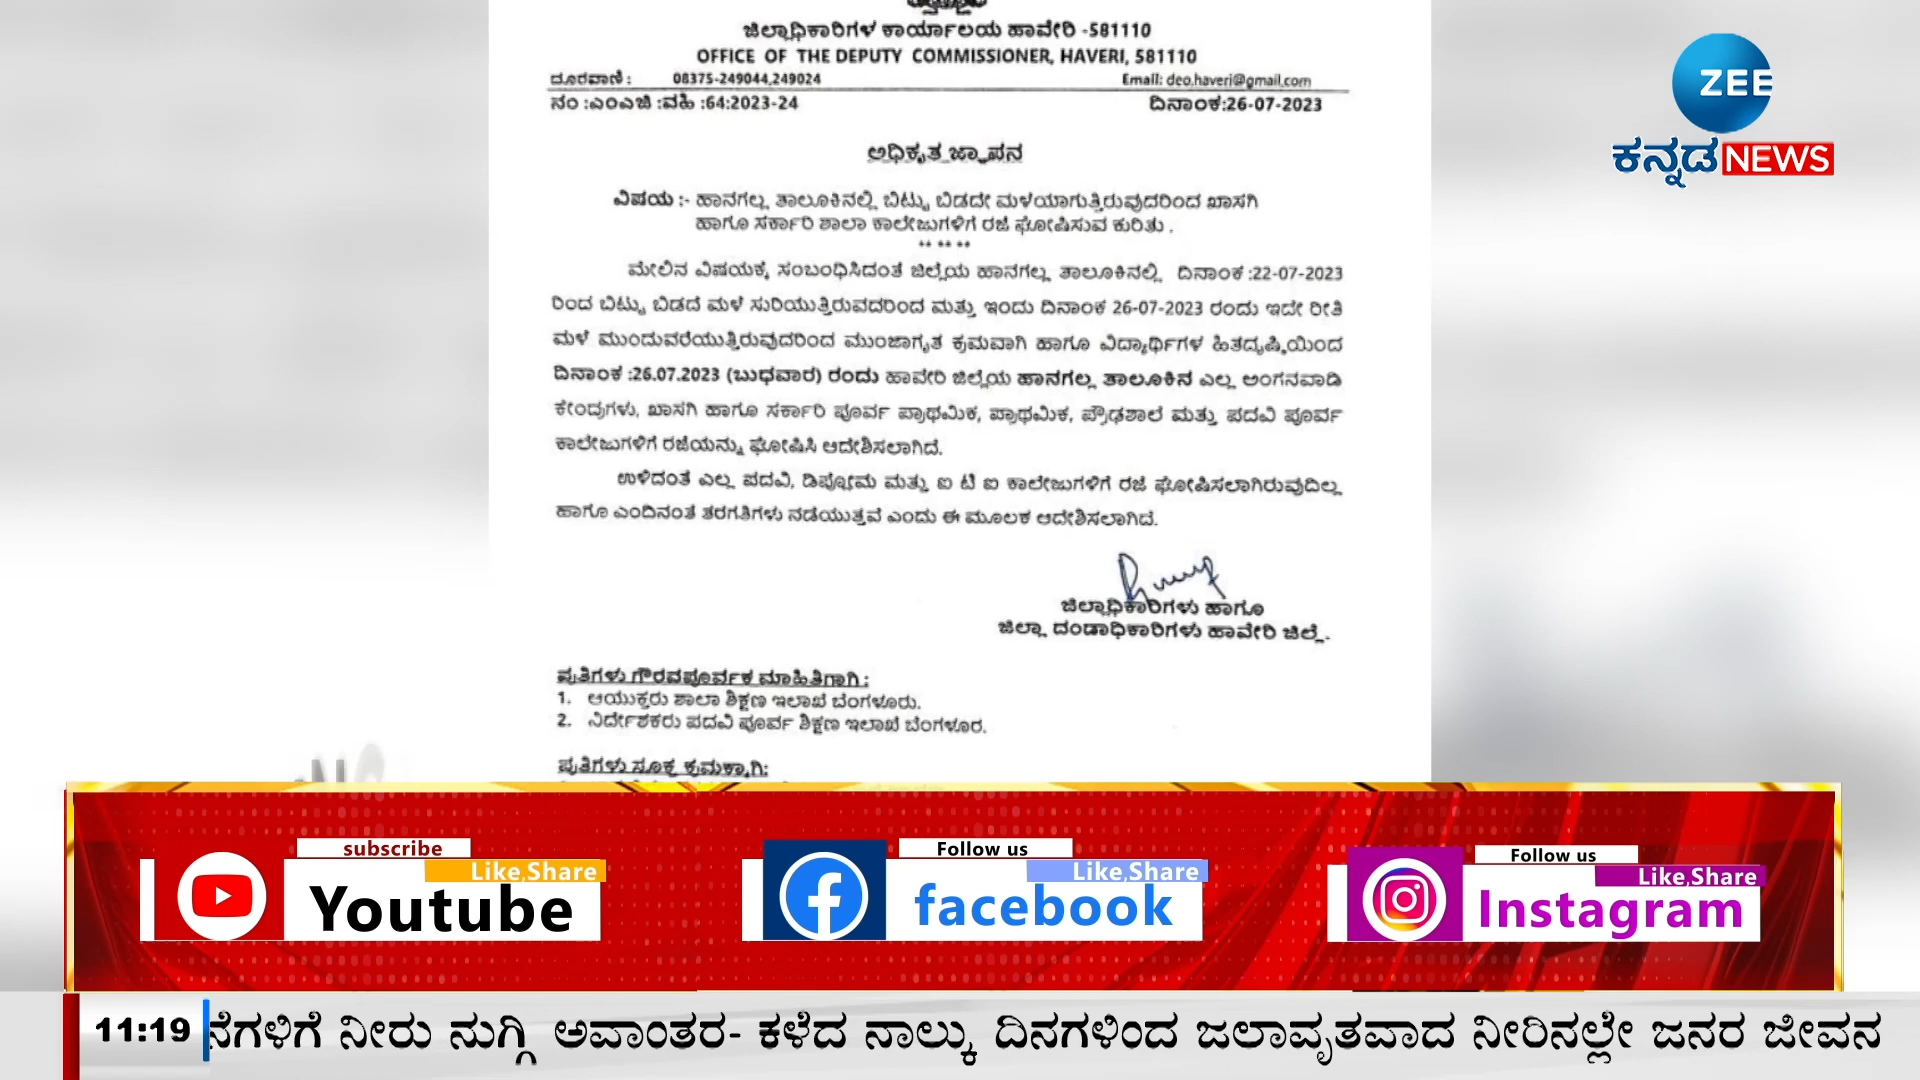 ಜಿಲ್ಲಾಧಿಕಾರಿಗಳ ಕಾರ್ಯಾಲಯ ಹಾವೇರಿ -581110
OFFICE OF THE DEPUTY COMMISSIONER, HAVERI, 581110
ದೂರವಾಣಿ : 08375-249044,249024 Email: deo.haveri@gmail.com
ನಂ :ಎಂಎಜಿ :ವಹಿ :64:2023-24 ದಿನಾಂಕ:26-07-2023
ಅಧಿಕೃತ ಜ್ಞಾಪನ
ವಿಷಯ :- ಹಾನಗಲ್ಲ ತಾಲೂಕಿನಲ್ಲಿ ಬಿಟ್ಟು ಬಿಡದೇ ಮಳೆಯಾಗುತ್ತಿರುವುದರಿಂದ ಖಾಸಗಿ
ಹಾಗೂ ಸರ್ಕಾರಿ ಶಾಲಾ ಕಾಲೇಜುಗಳಿಗೆ ರಜೆ ಘೋಷಿಸುವ ಕುರಿತು .
** ** **
ಮೇಲಿನ ವಿಷಯಕ್ಕೆ ಸಂಬಂಧಿಸಿದಂತೆ ಜಿಲ್ಲೆಯ ಹಾನಗಲ್ಲ ತಾಲೂಕಿನಲ್ಲಿ ದಿನಾಂಕ :22-07-2023
ರಿಂದ ಬಿಟ್ಟು ಬಿಡದೆ ಮಳೆ ಸುರಿಯುತ್ತಿರುವದರಿಂದ ಮತ್ತು ಇಂದು ದಿನಾಂಕ 26-07-2023 ರಂದು ಇದೇ ರೀತಿ
ಮಳೆ ಮುಂದುವರೆಯುತ್ತಿರುವುದರಿಂದ ಮುಂಜಾಗೃತ ಕ್ರಮವಾಗಿ ಹಾಗೂ ವಿದ್ಯಾರ್ಥಿಗಳ ಹಿತದೃಷ್ಟಿಯಿಂದ
ದಿನಾಂಕ :26.07.2023 (ಬುಧವಾರ) ರಂದು ಹಾವೇರಿ ಜಿಲ್ಲೆಯ ಹಾನಗಲ್ಲ ತಾಲೂಕಿನ ಎಲ್ಲ ಅಂಗನವಾಡಿ
ಕೇಂದ್ರಗಳು, ಖಾಸಗಿ ಹಾಗೂ ಸರ್ಕಾರಿ ಪೂರ್ವ ಪ್ರಾಥಮಿಕ, ಪ್ರಾಥಮಿಕ, ಪ್ರೌಢಶಾಲೆ ಮತ್ತು ಪದವಿ ಪೂರ್ವ
ಕಾಲೇಜುಗಳಿಗೆ ರಜೆಯನ್ನು ಘೋಷಿಸಿ ಆದೇಶಿಸಲಾಗಿದೆ.
ಉಳಿದಂತೆ ಎಲ್ಲ ಪದವಿ, ಡಿಪ್ಲೋಮ ಮತ್ತು ಐ ಟಿ ಐ ಕಾಲೇಜುಗಳಿಗೆ ರಜೆ ಘೋಷಿಸಲಾಗಿರುವುದಿಲ್ಲ
ಹಾಗೂ ಎಂದಿನಂತೆ ತರಗತಿಗಳು ನಡೆಯುತ್ತವೆ ಎಂದು ಈ ಮೂಲಕ ಆದೇಶಿಸಲಾಗಿದೆ.
ಜಿಲ್ಲಾಧಿಕಾರಿಗಳು ಹಾಗೂ
ಜಿಲ್ಲಾ ದಂಡಾಧಿಕಾರಿಗಳು ಹಾವೇರಿ ಜಿಲ್ಲೆ.
ಪ್ರತಿಗಳು ಗೌರವಪೂರ್ವಕ ಮಾಹಿತಿಗಾಗಿ :
1. ಆಯುಕ್ತರು ಶಾಲಾ ಶಿಕ್ಷಣ ಇಲಾಖೆ ಬೆಂಗಳೂರು.
2. ನಿರ್ದೇಶಕರು ಪದವಿ ಪೂರ್ವ ಶಿಕ್ಷಣ ಇಲಾಖೆ ಬೆಂಗಳೂರ.
ಪ್ರತಿಗಳು ಸೂಕ್ತ ಕ್ರಮಕ್ಕಾಗಿ:
ZEE
ಕನ್ನಡ NEWS
subscribe
Like,Share
Youtube
Follow us
Like,Share
facebook
Follow us
Like,Share
Instagram
11:19 ನೆಗಳಿಗೆ ನೀರು ನುಗ್ಗಿ ಅವಾಂತರ- ಕಳೆದ ನಾಲ್ಕು ದಿನಗಳಿಂದ ಜಲಾವೃತವಾದ ನೀರಿನಲ್ಲೇ ಜನರ ಜೀವನ